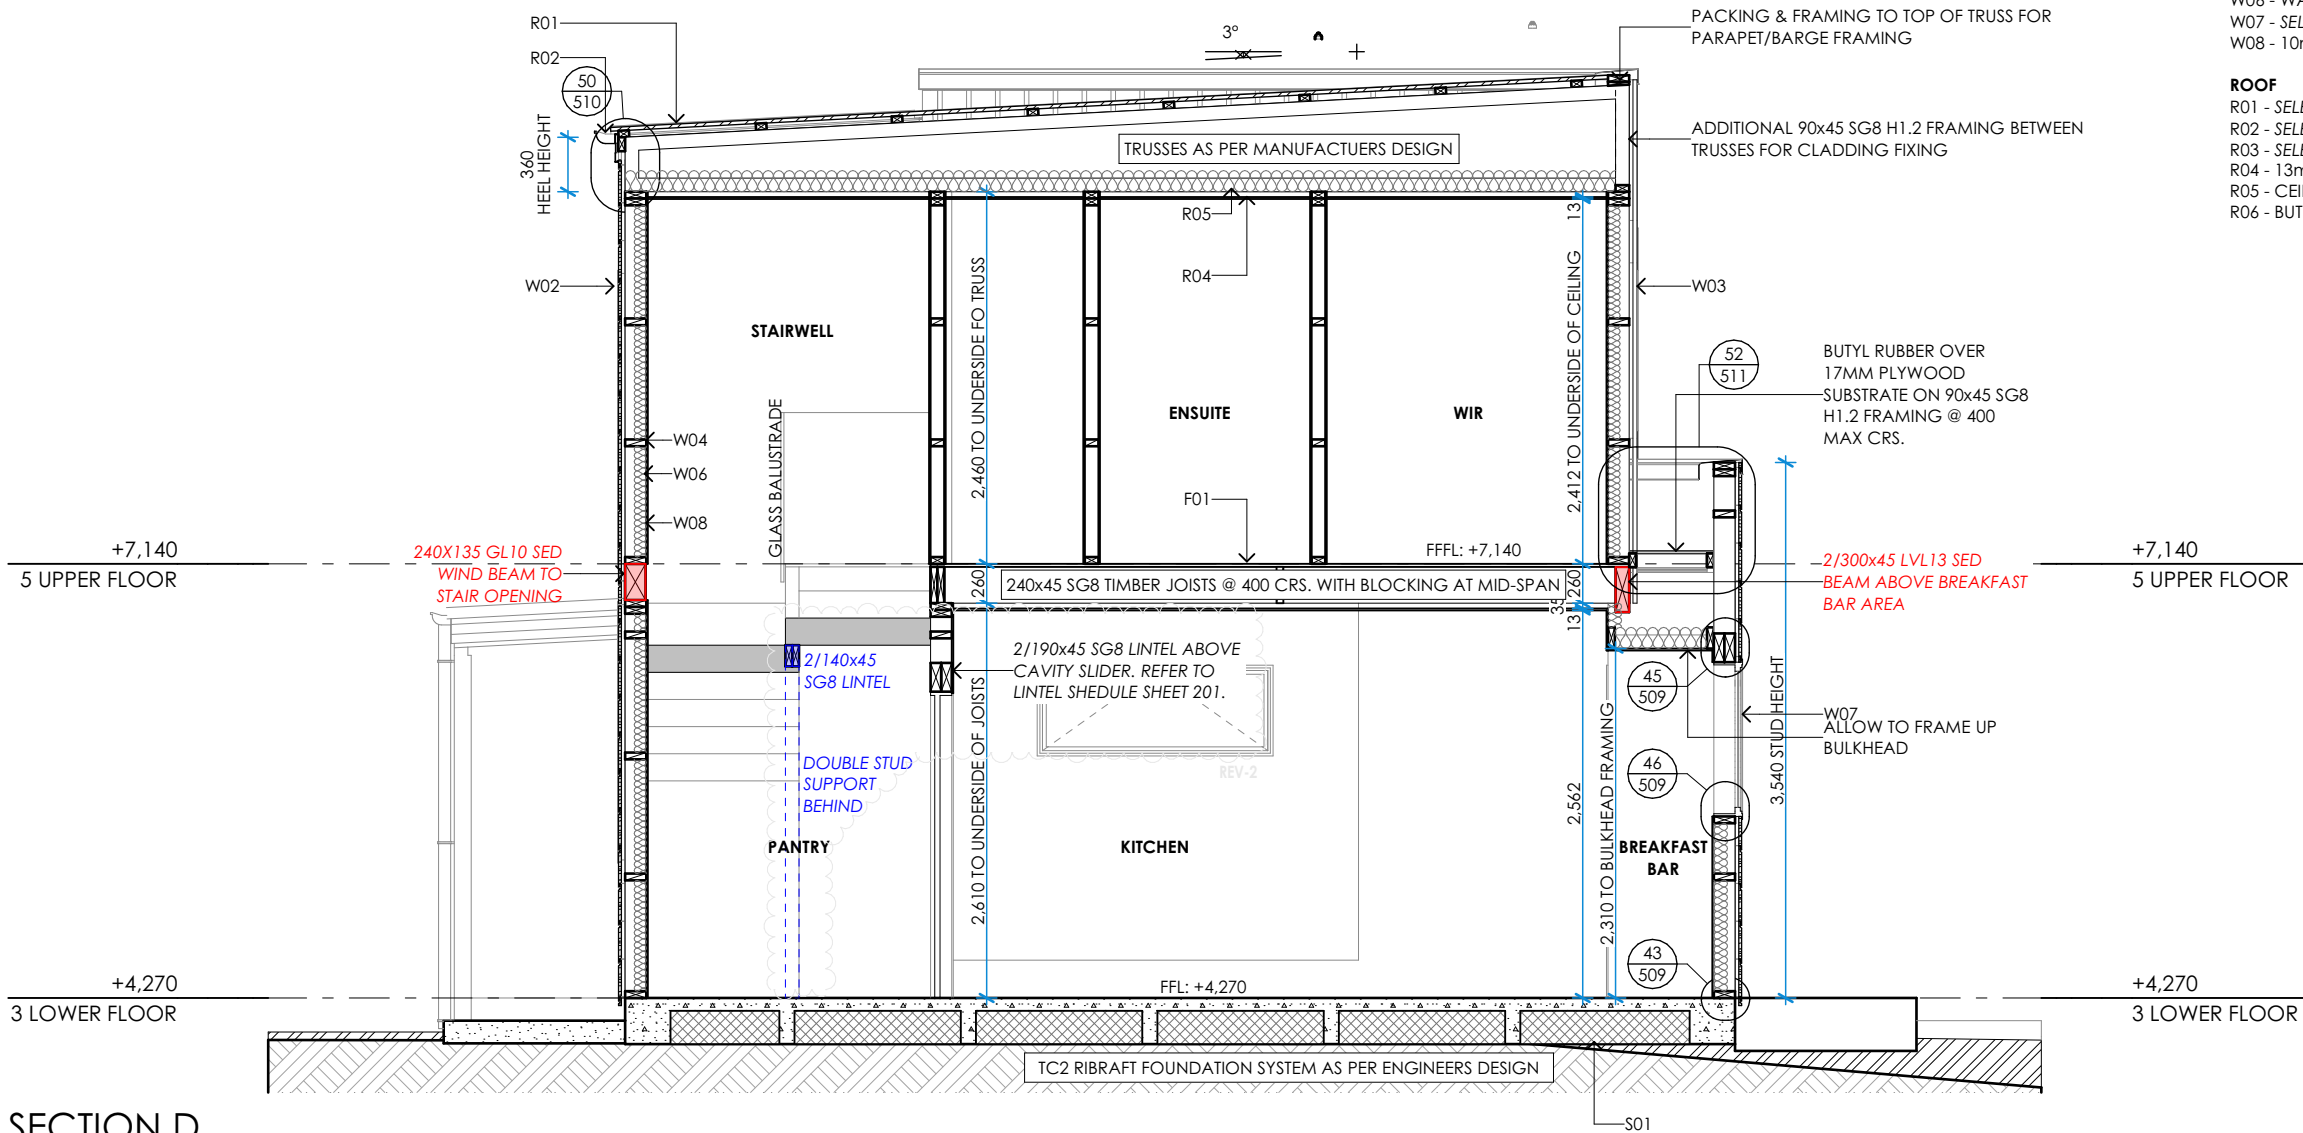 R01
R02
50
510
360
HEEL HEIGHT
3°
PACKING & FRAMING TO TOP OF TRUSS FOR
PARAPET/BARGE FRAMING
W07 - SEL
W08 - 10
ROOF
R01 - SELE
R02 - SELE
R03 - SELE
R04 - 13m
R05 - CEI
R06 - BUT
TRUSSES AS PER MANUFACTUERS DESIGN
ADDITIONAL 90x45 SG8 H1.2 FRAMING BETWEEN
TRUSSES FOR CLADDING FIXING
R05
13
R04
W02
W03
2,460 TO UNDERSIDE FO TRUSS
2,412 TO UNDERSIDE OF CEILING
STAIRWELL
ENSUITE
WIR
52
511
BUTYL RUBBER OVER
17MM PLYWOOD
SUBSTRATE ON 90x45 SG8
H1.2 FRAMING @ 400
MAX CRS.
GLASS BALUSTRADE
W04
W06
W08
F01
+7,140
5 UPPER FLOOR
240X135 GL10 SED
WIND BEAM TO
STAIR OPENING
FFFL: +7,140
260
240x45 SG8 TIMBER JOISTS @ 400 CRS. WITH BLOCKING AT MID-SPAN
260
35
13
2/300x45 LVL13 SED
BEAM ABOVE BREAKFAST
BAR AREA
+7,140
5 UPPER FLOOR
2/140x45
SG8 LINTEL
2/190x45 SG8 LINTEL ABOVE
CAVITY SLIDER. REFER TO
LINTEL SHEDULE SHEET 201.
45
509
W07
ALLOW TO FRAME UP
BULKHEAD
DOUBLE STUD
SUPPORT
BEHIND
REV-2
46
509
2,610 TO UNDERSIDE OF JOISTS
2,562
2,310 TO BULKHEAD FRAMING
3,540 STUD HEIGHT
PANTRY
KITCHEN
BREAKFAST
BAR
43
509
+4,270
3 LOWER FLOOR
FFL: +4,270
+4,270
3 LOWER FLOOR
TC2 RIBRAFT FOUNDATION SYSTEM AS PER ENGINEERS DESIGN
S01
SECTION D